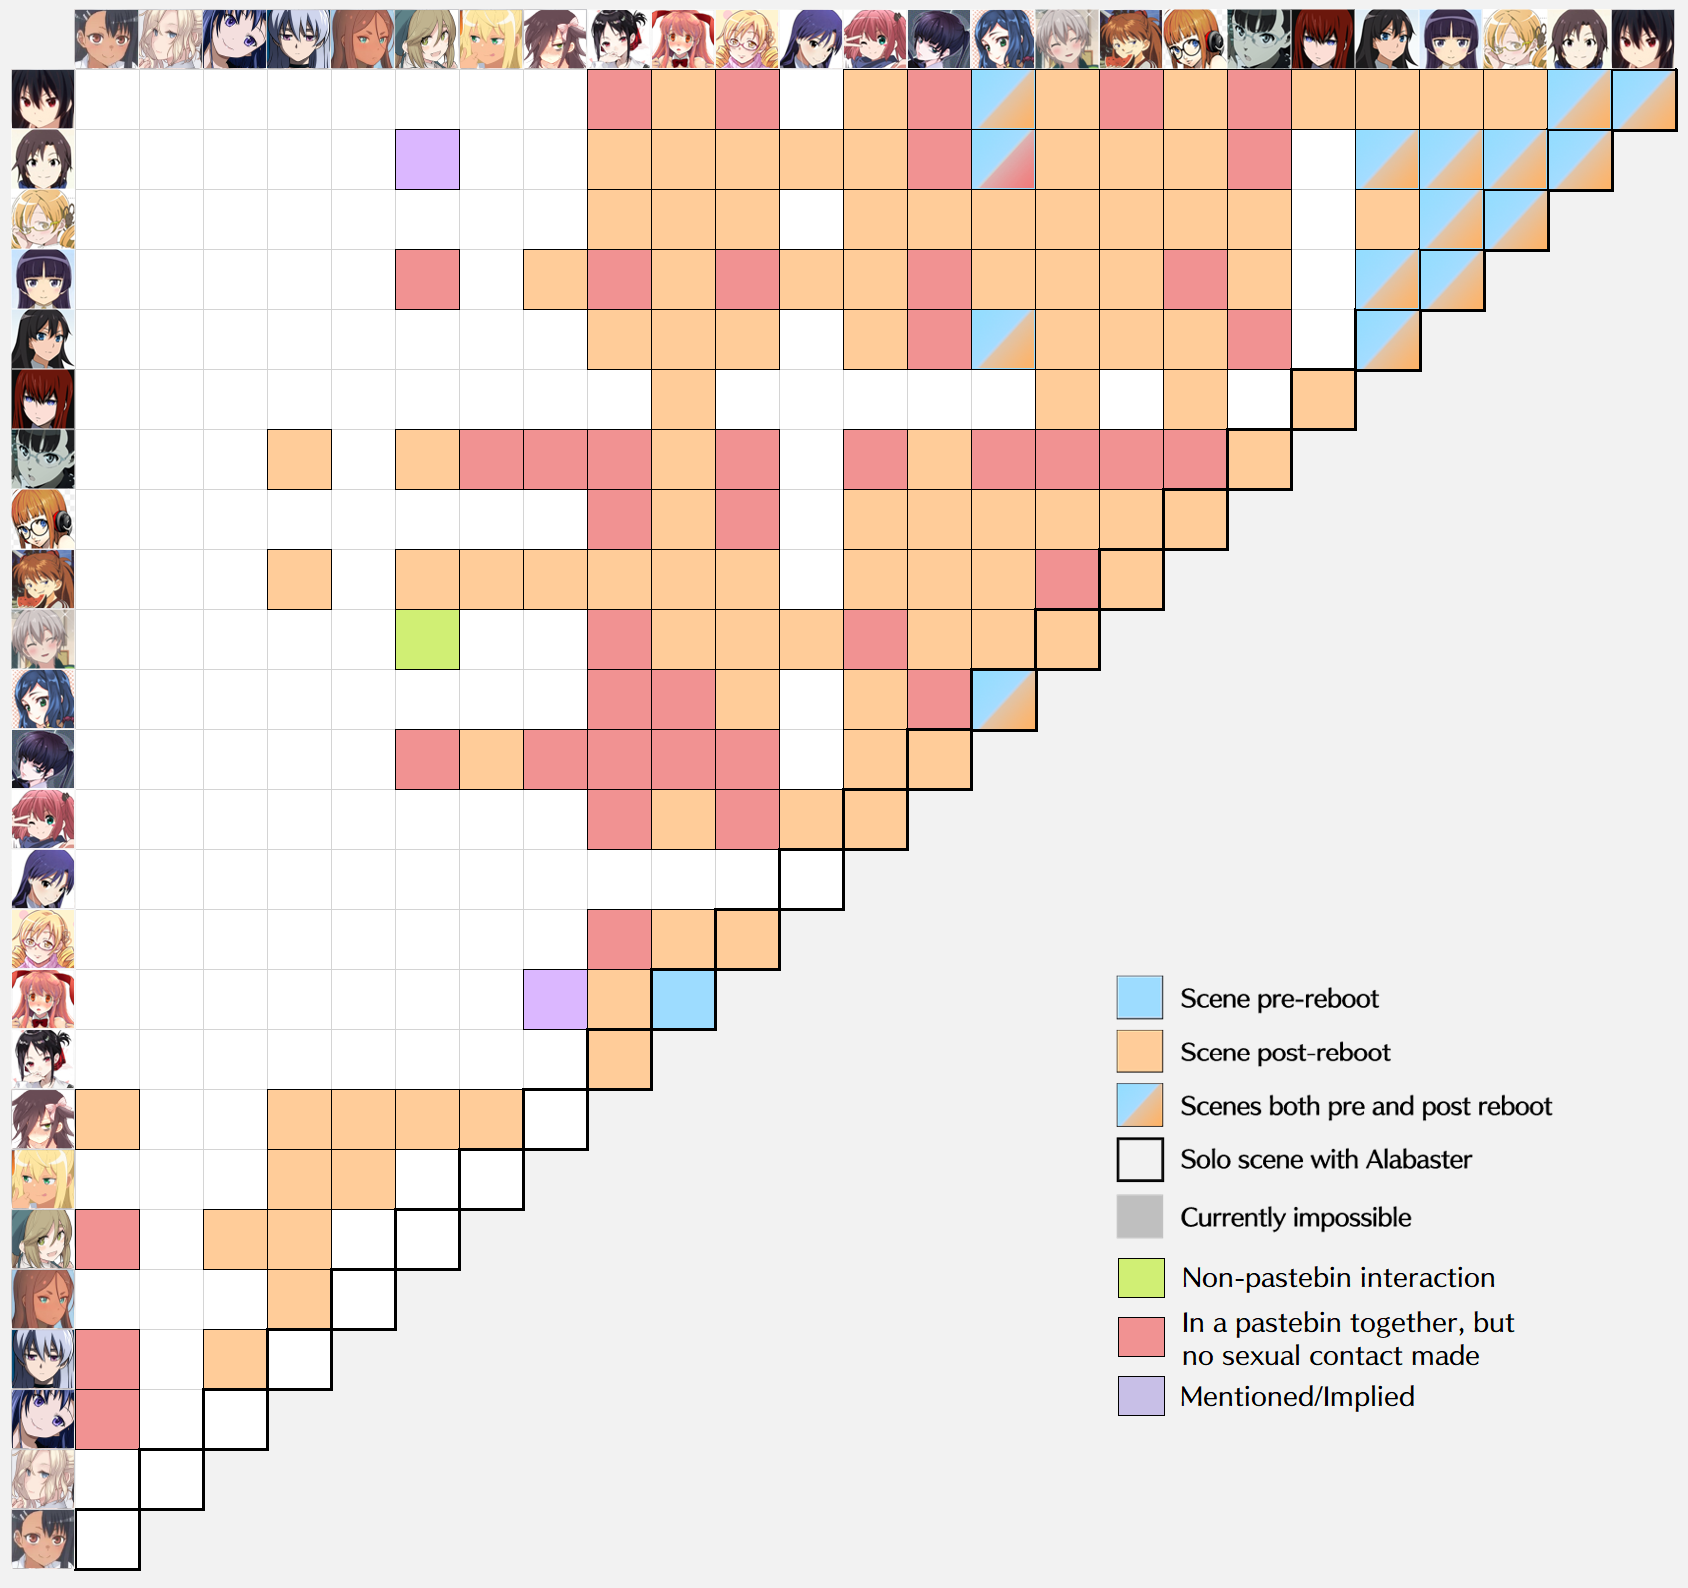 Scene pre-reboot
Scene post-reboot
Scenes both pre and post reboot
Solo scene with Alabaster
Currently impossible
Non-pastebin interaction
In a pastebin together, but
no sexual contact made
Mentioned/Implied